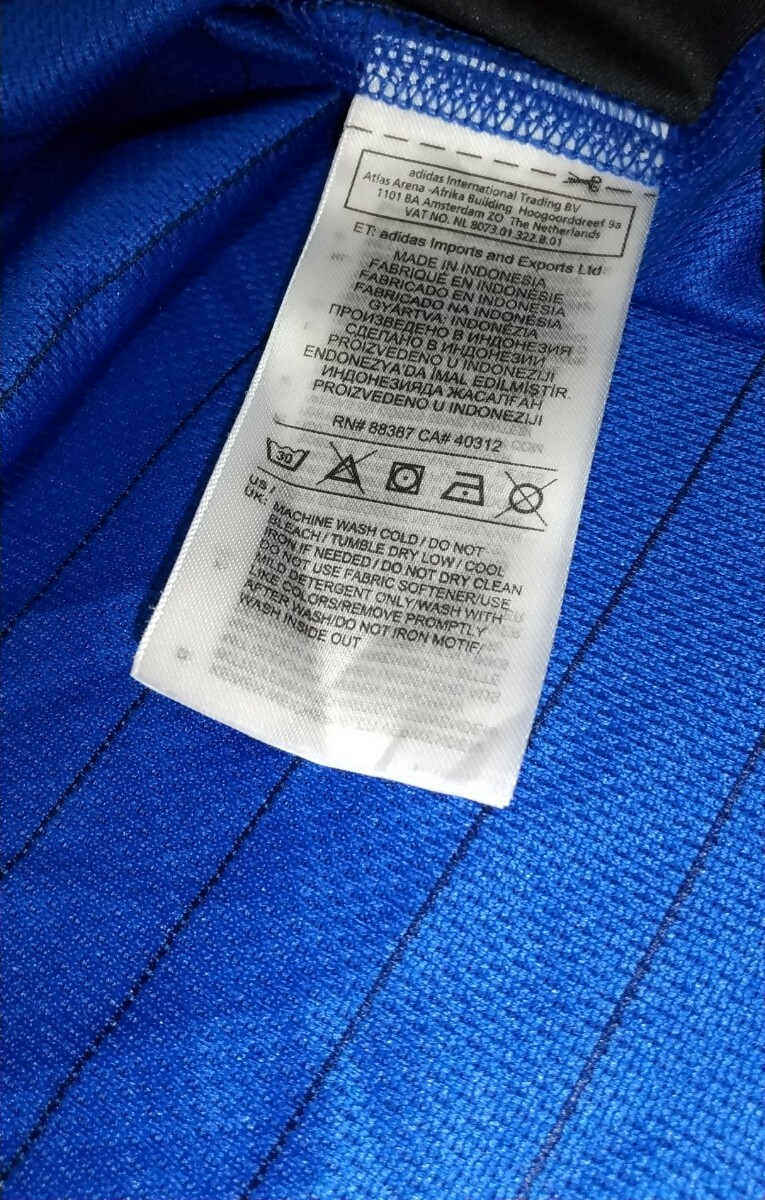 adidas International Trading BV
Atlas Arena -Afrika Building Hoogoorddreef 9a
1101 BA Amsterdam ZO The Netherlands
VAT NO. NL 8073.01.322.B.01
ET: adidas Imports and Exports Ltd
MADE IN INDONESIA
FABRIQUÉ EN INDONÉSIE
FABRICADO EN INDONESIA
FABRICADO NA INDONÉSIA
GYÁRTVA: INDONÉZIA
ПРОИЗВЕДЕНО В ИНДОНЕЗИЯ
СДЕЛАНО В ИНДОНЕЗИИ
PROIZVEDENO U INDONEZIJI
ENDONEZYA'DA İMAL EDİLMİŞTİR.
ИНДОНЕЗИЯДА ЖАСАЛҒАН
PROIZVEDENO U INDONEZIJI
RN# 88387 CA# 40312
30
US /
UK:
MACHINE WASH COLD / DO NOT
BLEACH / TUMBLE DRY LOW / COOL
IRON IF NEEDED / DO NOT DRY CLEAN
DO NOT USE FABRIC SOFTENER/USE
MILD DETERGENT ONLY/WASH WITH
LIKE COLORS/REMOVE PROMPTLY
AFTER WASH/DO NOT IRON MOTIF/
WASH INSIDE OUT